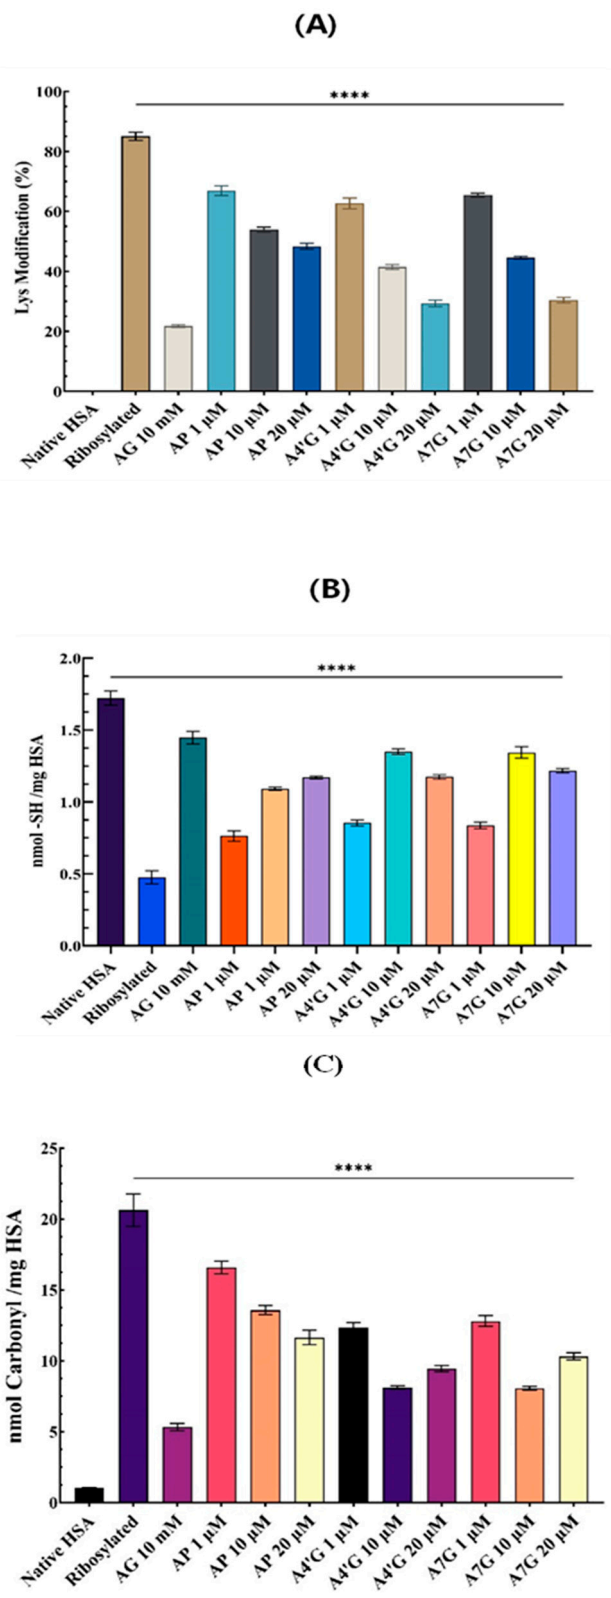 (A)
****
Lys Modification (%)
100
80
60
40
20
0
Native HSA
Ribosylated
AG 10 mM
AP 1 µM
AP 10 µM
AP 20 µM
A4'G 1 µM
A4'G 10 µM
A4'G 20 µM
A7G 1 µM
A7G 10 µM
A7G 20 µM
(B)
****
nmol -SH /mg HSA
2.0
1.5
1.0
0.5
0.0
Native HSA
Ribosylated
AG 10 mM
AP 1 µM
AP 1 µM
AP 20 µM
A4'G 1 µM
A4'G 10 µM
A4'G 20 µM
A7G 1 µM
A7G 10 µM
A7G 20 µM
(C)
****
nmol Carbonyl /mg HSA
25
20
15
10
5
0
Native HSA
Ribosylated
AG 10 mM
AP 1 µM
AP 10 µM
AP 20 µM
A4'G 1 µM
A4'G 10 µM
A4'G 20 µM
A7G 1 µM
A7G 10 µM
A7G 20 µM